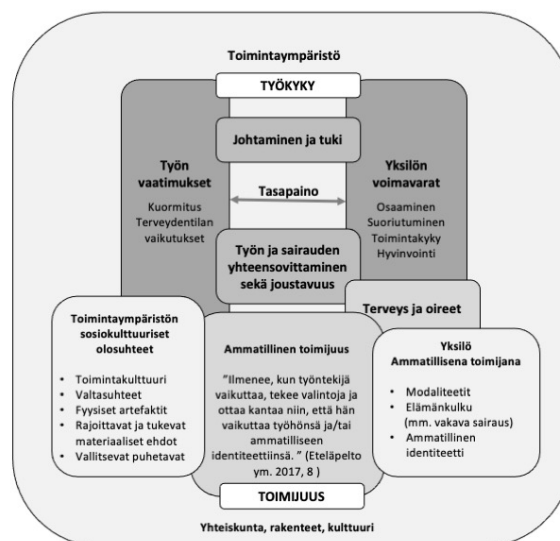 Toimintaympäristö
TYÖKYKY
Johtaminen ja tuki
Työn
vaatimukset
Kuormitus
Terveydentilan
vaikutukset
Tasapaino
Yksilön
voimavarat
Osaaminen
Suoriutuminen
Toimintakyky
Hyvinvointi
Työn ja sairauden
yhteensovittaminen
sekä joustavuus
Terveys ja oireet
Toimintaympäristön
sosiokulttuuriset
olosuhteet
• Toimintakulttuuri
• Valtasuhteet
• Fyysiset artefaktit
• Rajoittavat ja tukevat
materiaaliset ehdot
• Vallitsevat puhetavat
Ammatillinen toimijuus
"Ilmenee, kun työntekijä
vaikuttaa, tekee valintoja ja
ottaa kantaa niin, että hän
vaikuttaa työhönsä ja/tai
ammatilliseen
identiteettiinsä. " (Eteläpelto
ym. 2017, 8 )
Yksilö
Ammatillisena toimijana
• Modaliteetit
• Elämänkulku
(mm. vakava sairaus)
• Ammatillinen
identiteetti
TOIMIJUUS
Yhteiskunta, rakenteet, kulttuuri